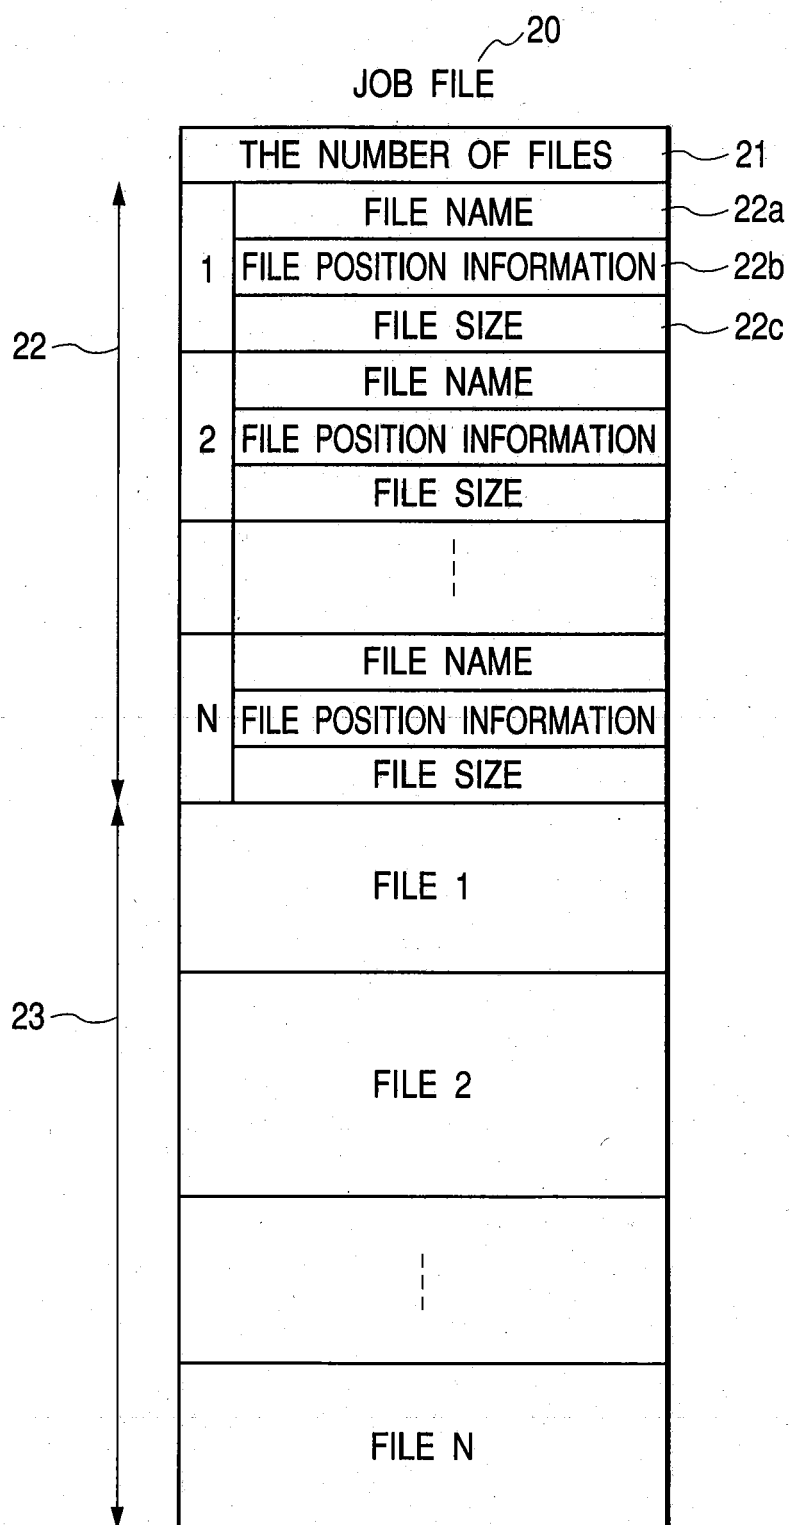 20
JOB FILE
THE NUMBER OF FILES 21
FILE NAME 22a
1 FILE POSITION INFORMATION 22b
FILE SIZE 22c
22
FILE NAME
2 FILE POSITION INFORMATION
FILE SIZE
FILE NAME
N FILE POSITION INFORMATION
FILE SIZE
FILE 1
23
FILE 2
FILE N